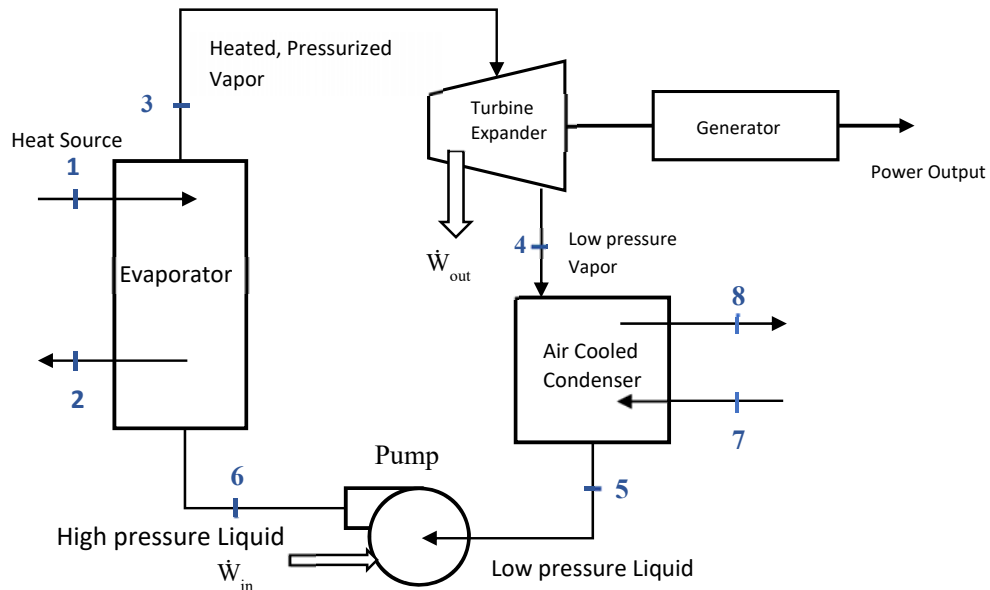 Heated, Pressurized
Vapor
3
Heat Source
1
Turbine
Expander
Generator
Power Output
Evaporator
Ẇout
4
Low pressure
Vapor
8
Air Cooled
Condenser
2
7
Pump
6
5
High pressure Liquid
Ẇin
Low pressure Liquid